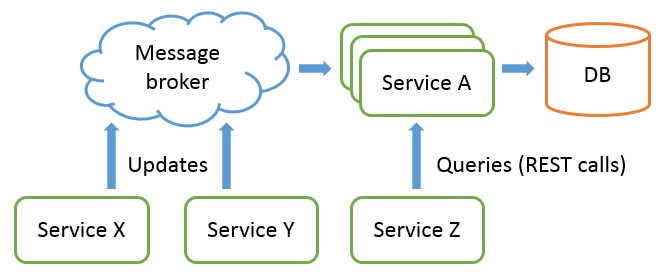 Message
broker
Service A
DB
Updates
Queries (REST calls)
Service X
Service Y
Service Z